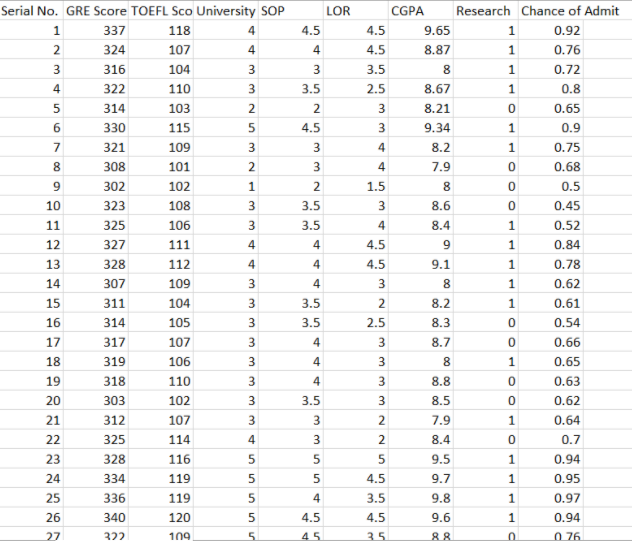 Serial No. GRE Score TOEFL Sco University SOP LOR CGPA Research Chance of Admit
1 337 118 4 4.5 4.5 9.65 1 0.92
2 324 107 4 4 4.5 8.87 1 0.76
3 316 104 3 3 3.5 8 1 0.72
4 322 110 3 3.5 2.5 8.67 1 0.8
5 314 103 2 2 3 8.21 0 0.65
6 330 115 5 4.5 3 9.34 1 0.9
7 321 109 3 3 4 8.2 1 0.75
8 308 101 2 3 4 7.9 0 0.68
9 302 102 1 2 1.5 8 0 0.5
10 323 108 3 3.5 3 8.6 0 0.45
11 325 106 3 3.5 4 8.4 1 0.52
12 327 111 4 4 4.5 9 1 0.84
13 328 112 4 4 4.5 9.1 1 0.78
14 307 109 3 4 3 8 1 0.62
15 311 104 3 3.5 2 8.2 1 0.61
16 314 105 3 3.5 2.5 8.3 0 0.54
17 317 107 3 4 3 8.7 0 0.66
18 319 106 3 4 3 8 1 0.65
19 318 110 3 4 3 8.8 0 0.63
20 303 102 3 3.5 3 8.5 0 0.62
21 312 107 3 3 2 7.9 1 0.64
22 325 114 4 3 2 8.4 0 0.7
23 328 116 5 5 5 9.5 1 0.94
24 334 119 5 5 4.5 9.7 1 0.95
25 336 119 5 4 3.5 9.8 1 0.97
26 340 120 5 4.5 4.5 9.6 1 0.94
27 322 109 5 4.5 3.5 8.8 0 0.76